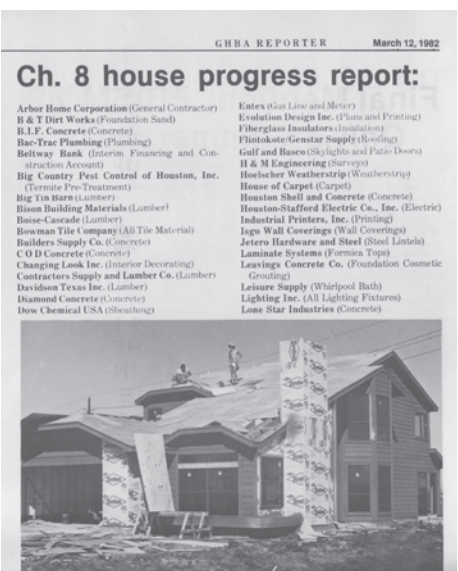 GHBA REPORTER
March 12, 1982
Ch. 8 house progress report:
Arbor Home Corporation (General Contractor)
B & T Dirt Works (Foundation Sand)
B.I.F. Concrete (Concrete)
Bac-Trac Plumbing (Plumbing)
Beltway Bank (Interim Financing and Con-
struction Account)
Big Country Pest Control of Houston, Inc.
(Termite Pre-Treatment)
Big Tin Barn (Lumber)
Bison Building Materials (Lumber)
Boise-Cascade (Lumber)
Bowman Tile Company (All Tile Material)
Builders Supply Co. (Concrete)
C O D Concrete (Concrete)
Changing Look Inc. (Interior Decorating)
Contractors Supply and Lumber Co. (Lumber)
Davidson Texas Inc. (Lumber)
Diamond Concrete (Concrete)
Dow Chemical USA (Sheathing)
Entex (Gas Line and Meter)
Evolution Design Inc. (Plans and Printing)
Fiberglass Insulators (Insulation)
Flintokote/Genstar Supply (Roofing)
Gulf and Basco (Skylights and Patio Doors)
H & M Engineering (Surveys)
Hoelscher Weatherstrip (Weatherstrip)
House of Carpet (Carpet)
Houston Shell and Concrete (Concrete)
Houston-Stafford Electric Co., Inc. (Electric)
Industrial Printers, Inc. (Printing)
Isgo Wall Coverings (Wall Coverings)
Jetero Hardware and Steel (Steel Lintels)
Laminate Systems (Formica Tops)
Leavings Concrete Co. (Foundation Cosmetic
Grouting)
Leisure Supply (Whirlpool Bath)
Lighting Inc. (All Lighting Fixtures)
Lone Star Industries (Concrete)